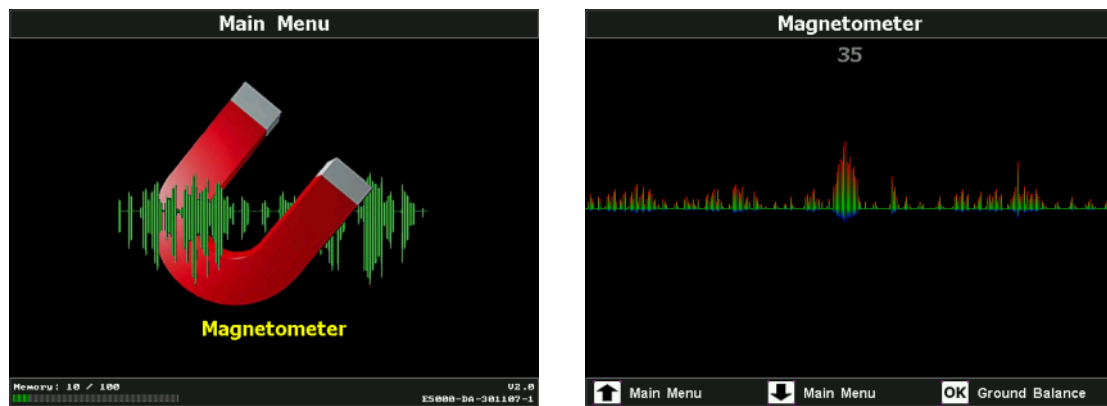 Main Menu
Magnetometer
Memory: 10 / 100
V2.0
ES000-DA-301107-1
Magnetometer
35
Main Menu
Main Menu
OK Ground Balance